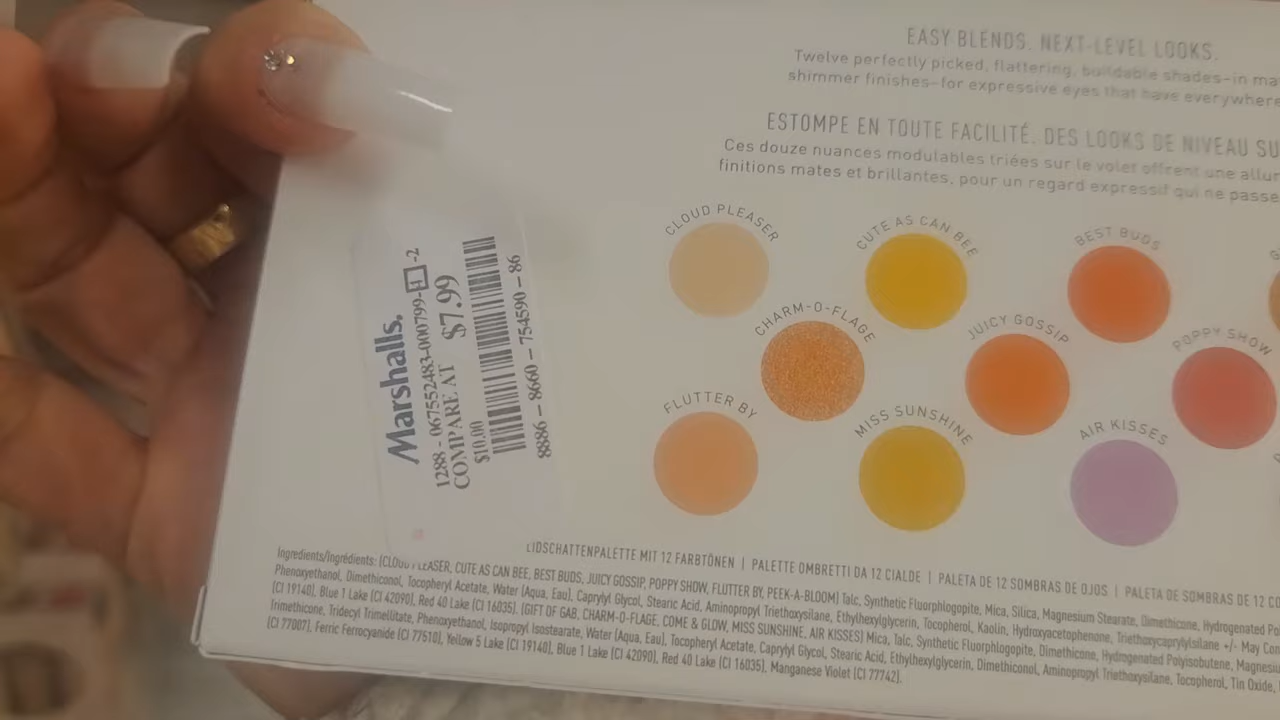 EASY BLENDS. NEXT-LEVEL LOOKS.
Twelve perfectly picked, flattering, buildable shades–in ma
shimmer finishes–for expressive eyes that have everywhere
ESTOMPE EN TOUTE FACILITÉ. DES LOOKS DE NIVEAU SU
Ces douze nuances modulables triées sur le volet offrent une allur
finitions mates et brillantes, pour un regard expressif qui ne passe
CLOUD PLEASER
CUTE AS CAN BEE
BEST BUDS
CHARM-O-FLAGE
JUICY GOSSIP
POPPY SHOW
FLUTTER BY
MISS SUNSHINE
AIR KISSES
Marshalls.
1288 - 067552483-000799-1-2
COMPARE AT $7.99
$10.00
8886 – 8660 – 754590 – 86
LIDSCHATTENPALETTE MIT 12 FARBTÖNEN | PALETTE OMBRETTI DA 12 CIALDE | PALETA DE 12 SOMBRAS DE OJOS | PALETA DE SOMBRAS DE 12 CO
Ingredients/Ingrédients: (CLOUD PLEASER, CUTE AS CAN BEE, BEST BUDS, JUICY GOSSIP, POPPY SHOW, FLUTTER BY, PEEK-A-BLOOM) Talc, Synthetic Fluorphlogopite, Mica, Silica, Magnesium Stearate, Dimethicone, Hydrogenated Po
Phenoxyethanol, Dimethiconol, Tocopheryl Acetate, Water (Aqua, Eau), Caprylyl Glycol, Stearic Acid, Aminopropyl Triethoxysilane, Ethylhexylglycerin, Tocopherol, Kaolin, Hydroxyacetophenone, Triethoxycaprylylsilane +/- May Con
(CI 19140), Blue 1 Lake (CI 42090), Red 40 Lake (CI 16035). (GIFT OF GAB, CHARM-O-FLAGE, COME & GLOW, MISS SUNSHINE, AIR KISSES) Mica, Talc, Synthetic Fluorphlogopite, Dimethicone, Hydrogenated Polyisobutene, Magnesiu
Trimethicone, Tridecyl Trimellitate, Phenoxyethanol, Isopropyl Isostearate, Water (Aqua, Eau), Tocopheryl Acetate, Caprylyl Glycol, Stearic Acid, Ethylhexylglycerin, Dimethiconol, Aminopropyl Triethoxysilane, Tocopherol, Tin Oxide,
(CI 77007), Ferric Ferrocyanide (CI 77510), Yellow 5 Lake (CI 19140), Blue 1 Lake (CI 42090), Red 40 Lake (CI 16035), Manganese Violet (CI 77742).